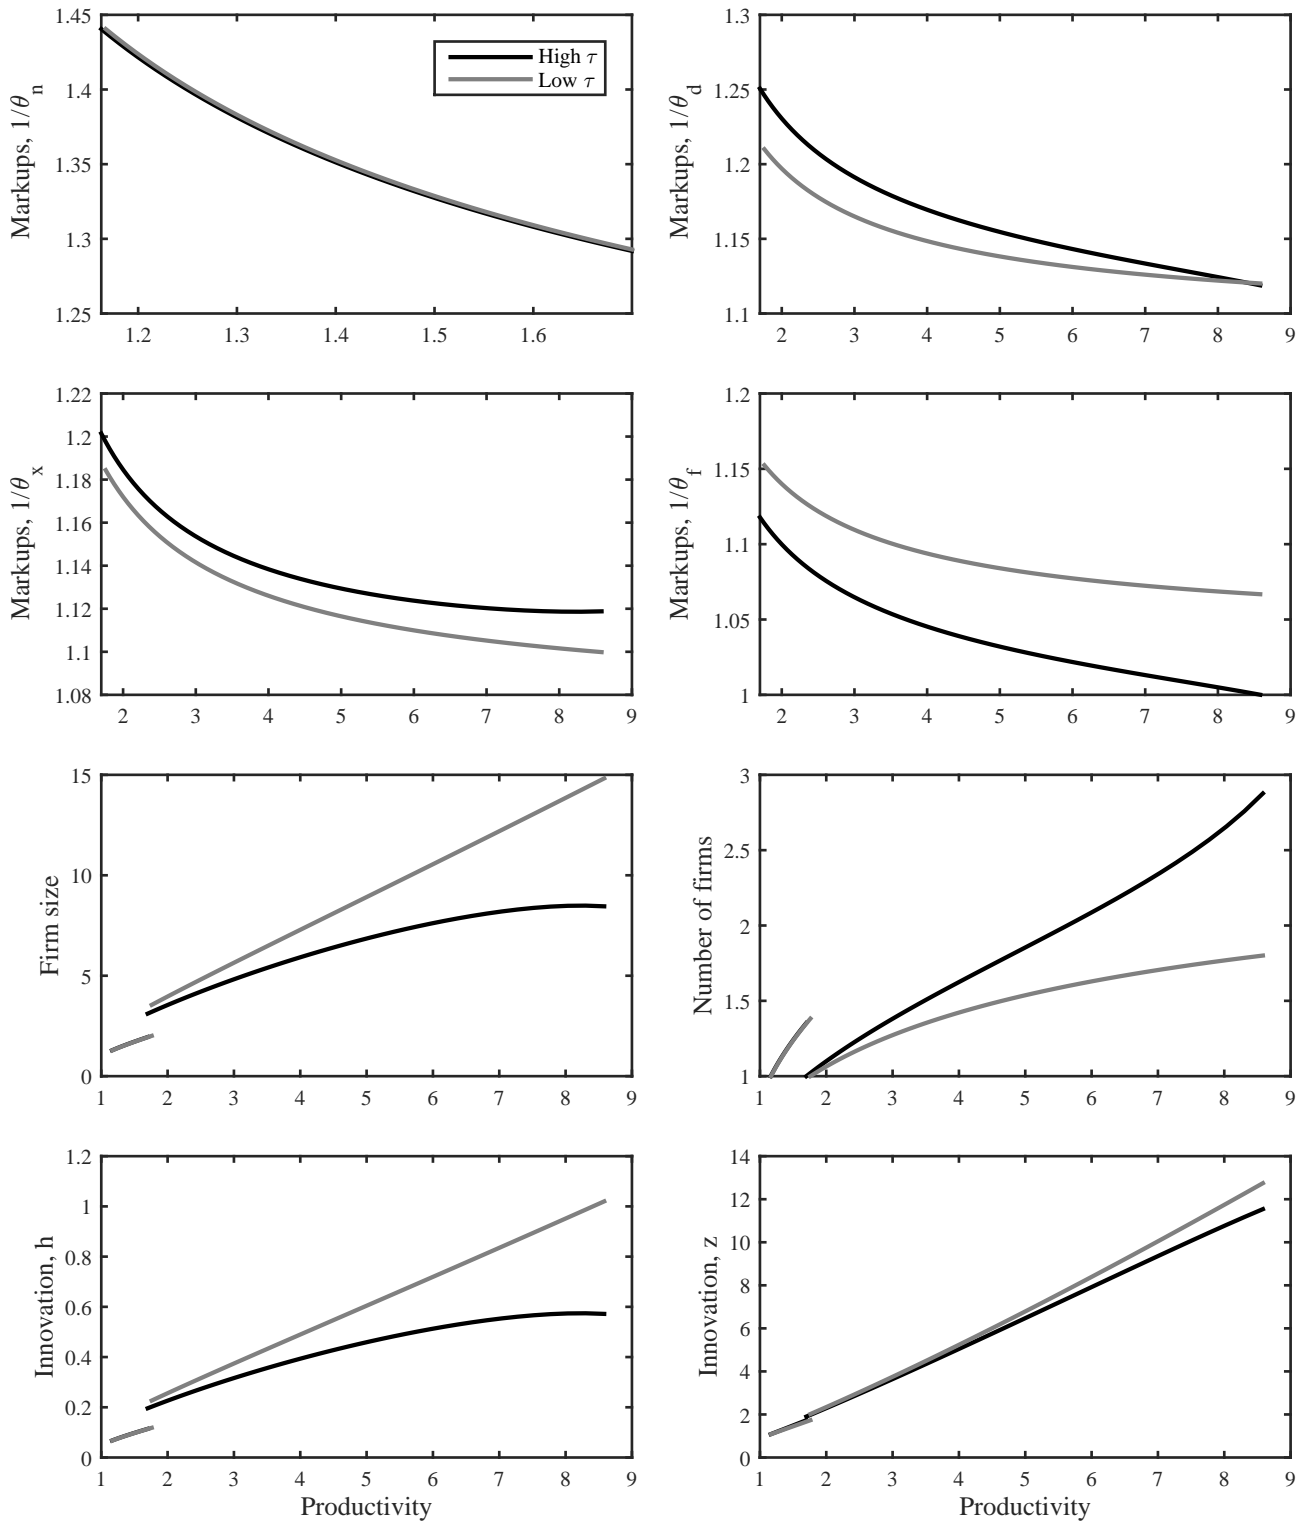 Markups, 1/θn
1.45
1.4
1.35
1.3
1.25
1.2 1.3 1.4 1.5 1.6
High τ
Low τ
Markups, 1/θd
1.3
1.25
1.2
1.15
1.1
2 3 4 5 6 7 8 9
Markups, 1/θx
1.22
1.2
1.18
1.16
1.14
1.12
1.1
1.08
2 3 4 5 6 7 8 9
Markups, 1/θf
1.2
1.15
1.1
1.05
1
2 3 4 5 6 7 8 9
Firm size
15
10
5
0
1 2 3 4 5 6 7 8 9
Number of firms
3
2.5
2
1.5
1
1 2 3 4 5 6 7 8 9
Innovation, h
1.2
1
0.8
0.6
0.4
0.2
0
1 2 3 4 5 6 7 8 9
Productivity
Innovation, z
14
12
10
8
6
4
2
0
1 2 3 4 5 6 7 8 9
Productivity